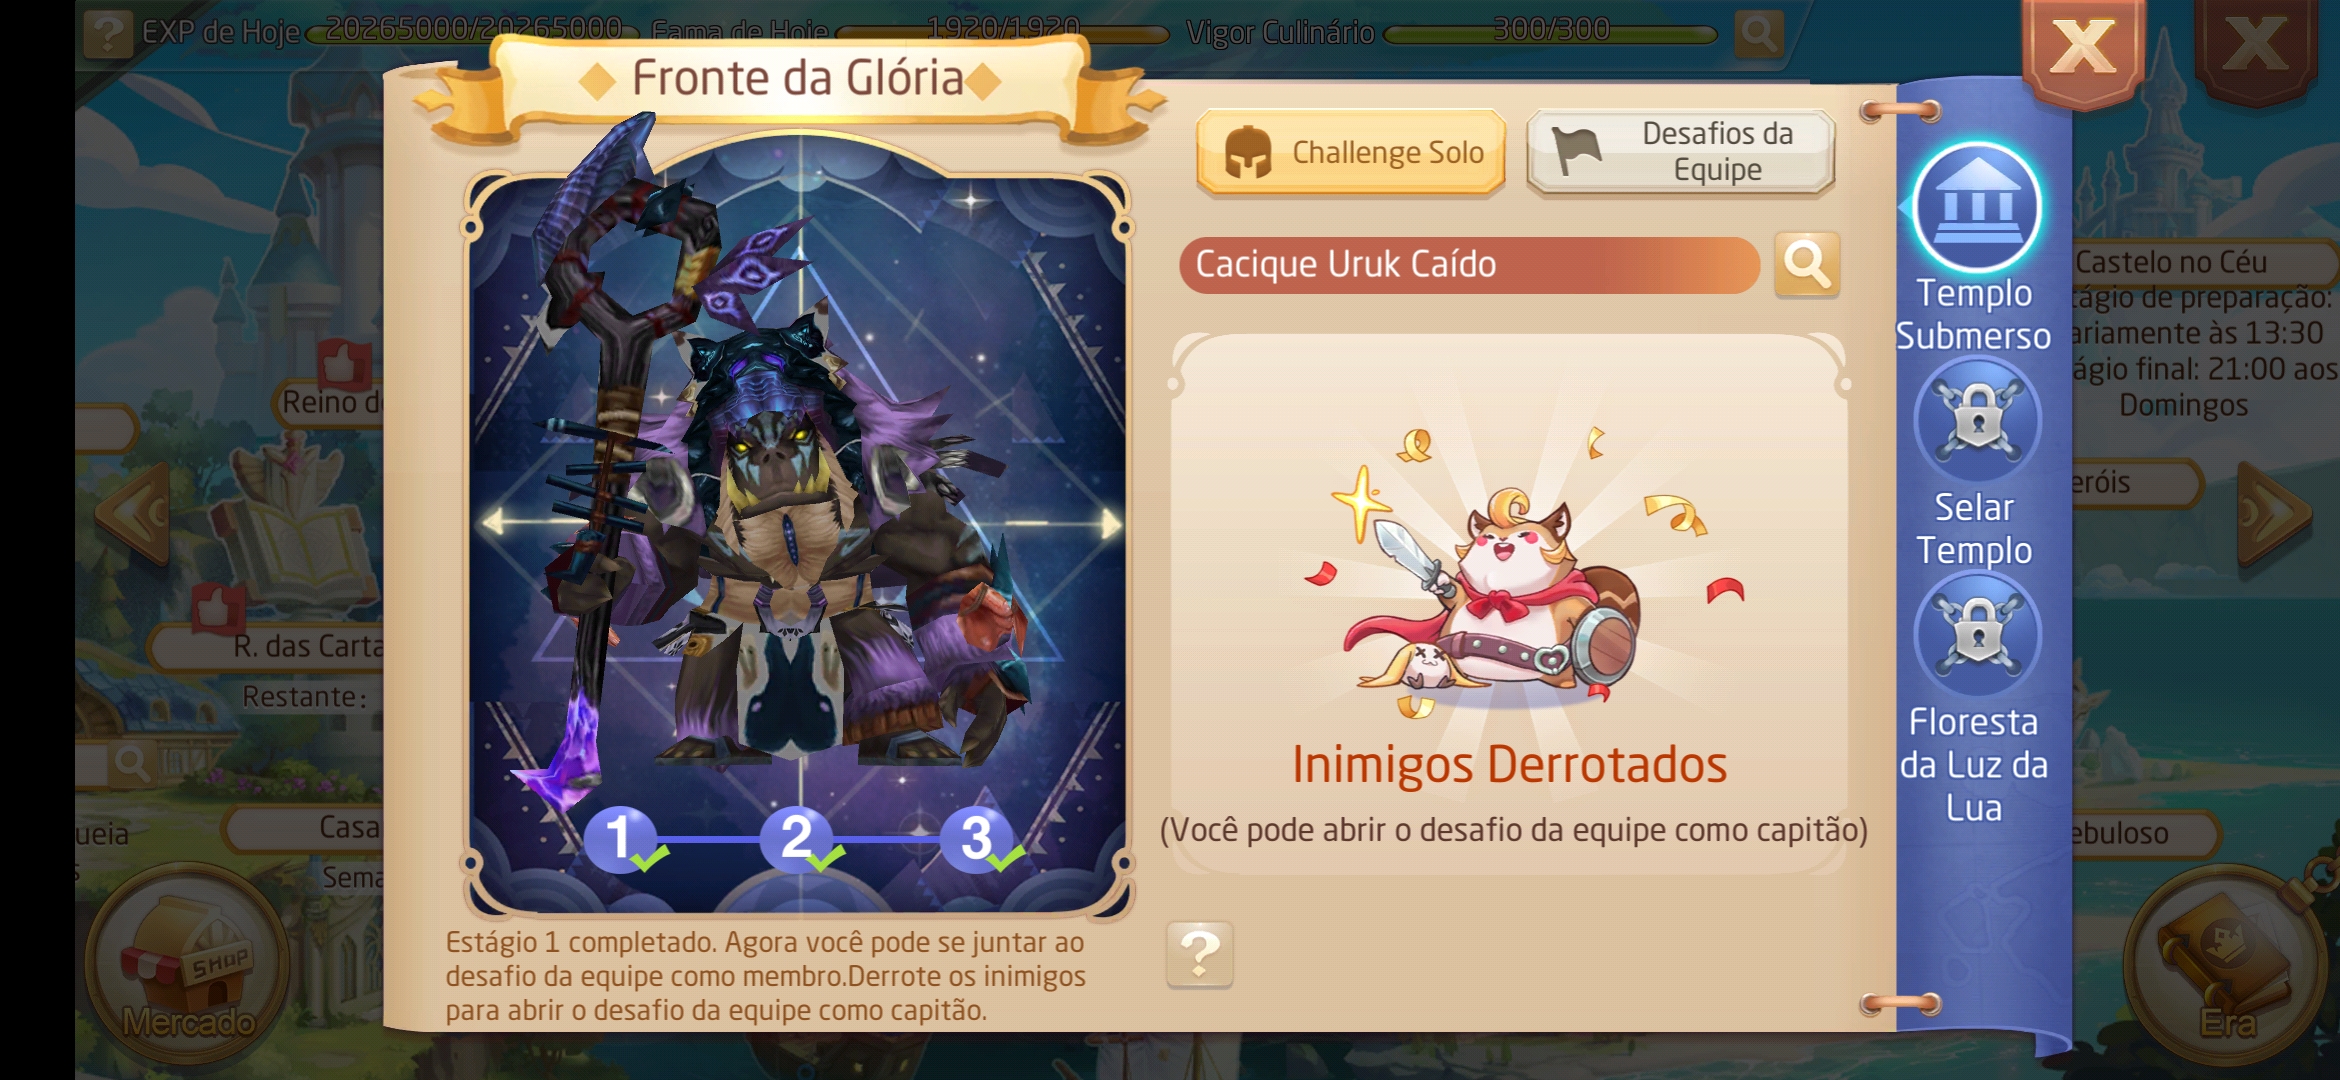 EXP de Hoje 20265000/20265000 Fama de Hoje 1920/1920 Vigor Culinário 300/300
Fronte da Glória
Challenge Solo
Desafios da
Equipe
Cacique Uruk Caído
Templo
Submerso
Selar
Templo
Floresta
da Luz da
Lua
Inimigos Derrotados
(Você pode abrir o desafio da equipe como capitão)
1 2 3
Estágio 1 completado. Agora você pode se juntar ao
desafio da equipe como membro.Derrote os inimigos
para abrir o desafio da equipe como capitão.
Castelo no Céu
tágio de preparação:
ariamente às 13:30
ágio final: 21:00 aos
Domingos
eróis
ebuloso
Era
Reino d
R. das Carta
Restante:
ueia
Casa
Sema
SHOP
Mercado